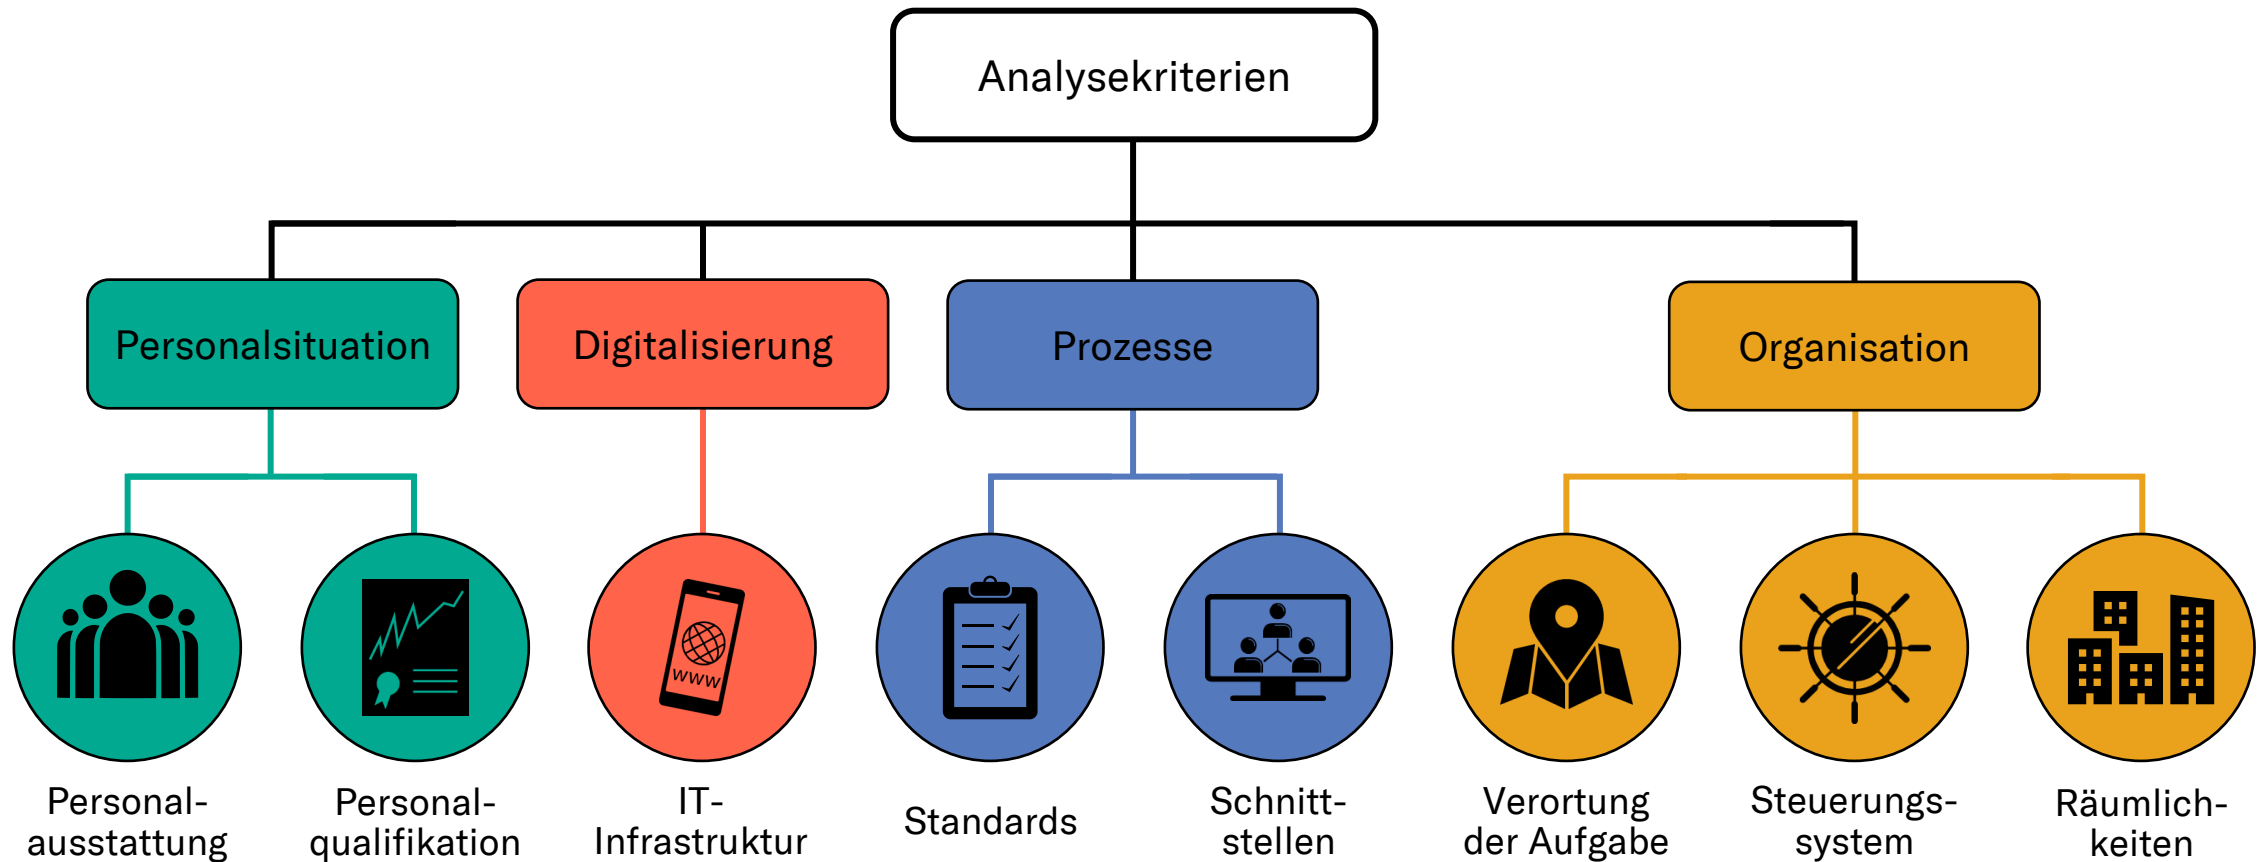 Analysekriterien
Personalsituation
Digitalisierung
Prozesse
Organisation
www
Personal-
ausstattung
Personal-
qualifikation
IT-
Infrastruktur
Standards
Schnitt-
stellen
Verortung
der Aufgabe
Steuerungs-
system
Räumlich-
keiten